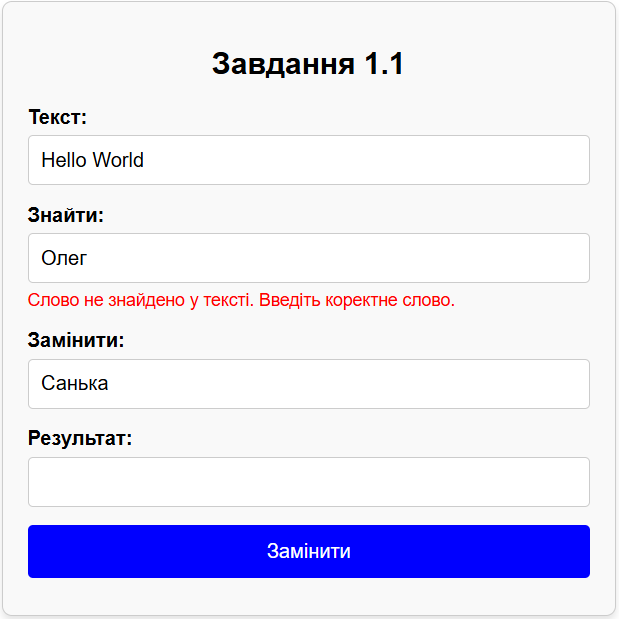 Завдання 1.1
Текст:
Hello World
Знайти:
Олег
Слово не знайдено у тексті. Введіть коректне слово.
Замінити:
Санька
Результат:
Замінити